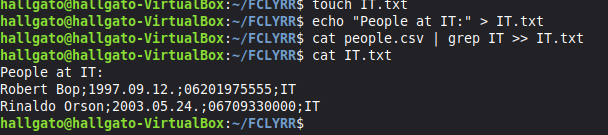 hallgato@hallgato-VirtualBox:~/FCLYRR$ touch IT.txt
hallgato@hallgato-VirtualBox:~/FCLYRR$ echo "People at IT:" > IT.txt
hallgato@hallgato-VirtualBox:~/FCLYRR$ cat people.csv | grep IT >> IT.txt
hallgato@hallgato-VirtualBox:~/FCLYRR$ cat IT.txt
People at IT:
Robert Bop;1997.09.12.;06201975555;IT
Rinaldo Orson;2003.05.24.;06709330000;IT
hallgato@hallgato-VirtualBox:~/FCLYRR$